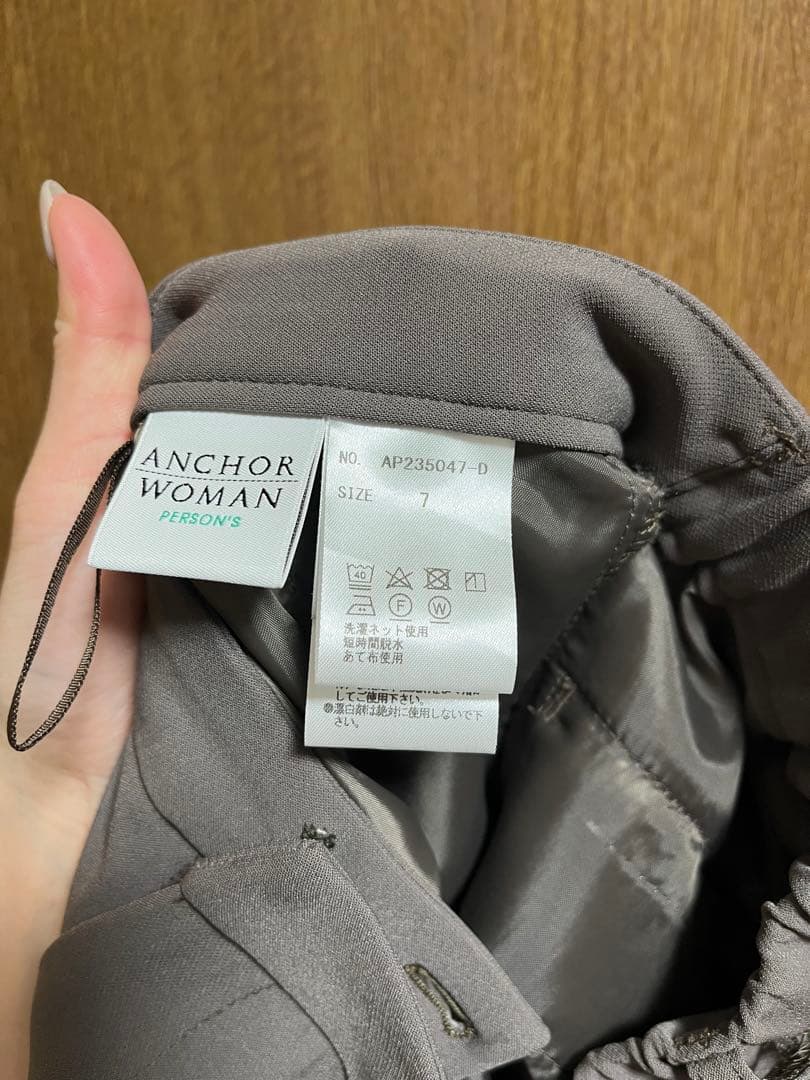 ANCHOR
WOMAN
PERSON'S
NO. AP235047-D
SIZE 7
40
F W
洗濯ネット使用
短時間脱水
あて布使用
してご使用下さい。
漂白剤は絶対に使用しないで下
さい。